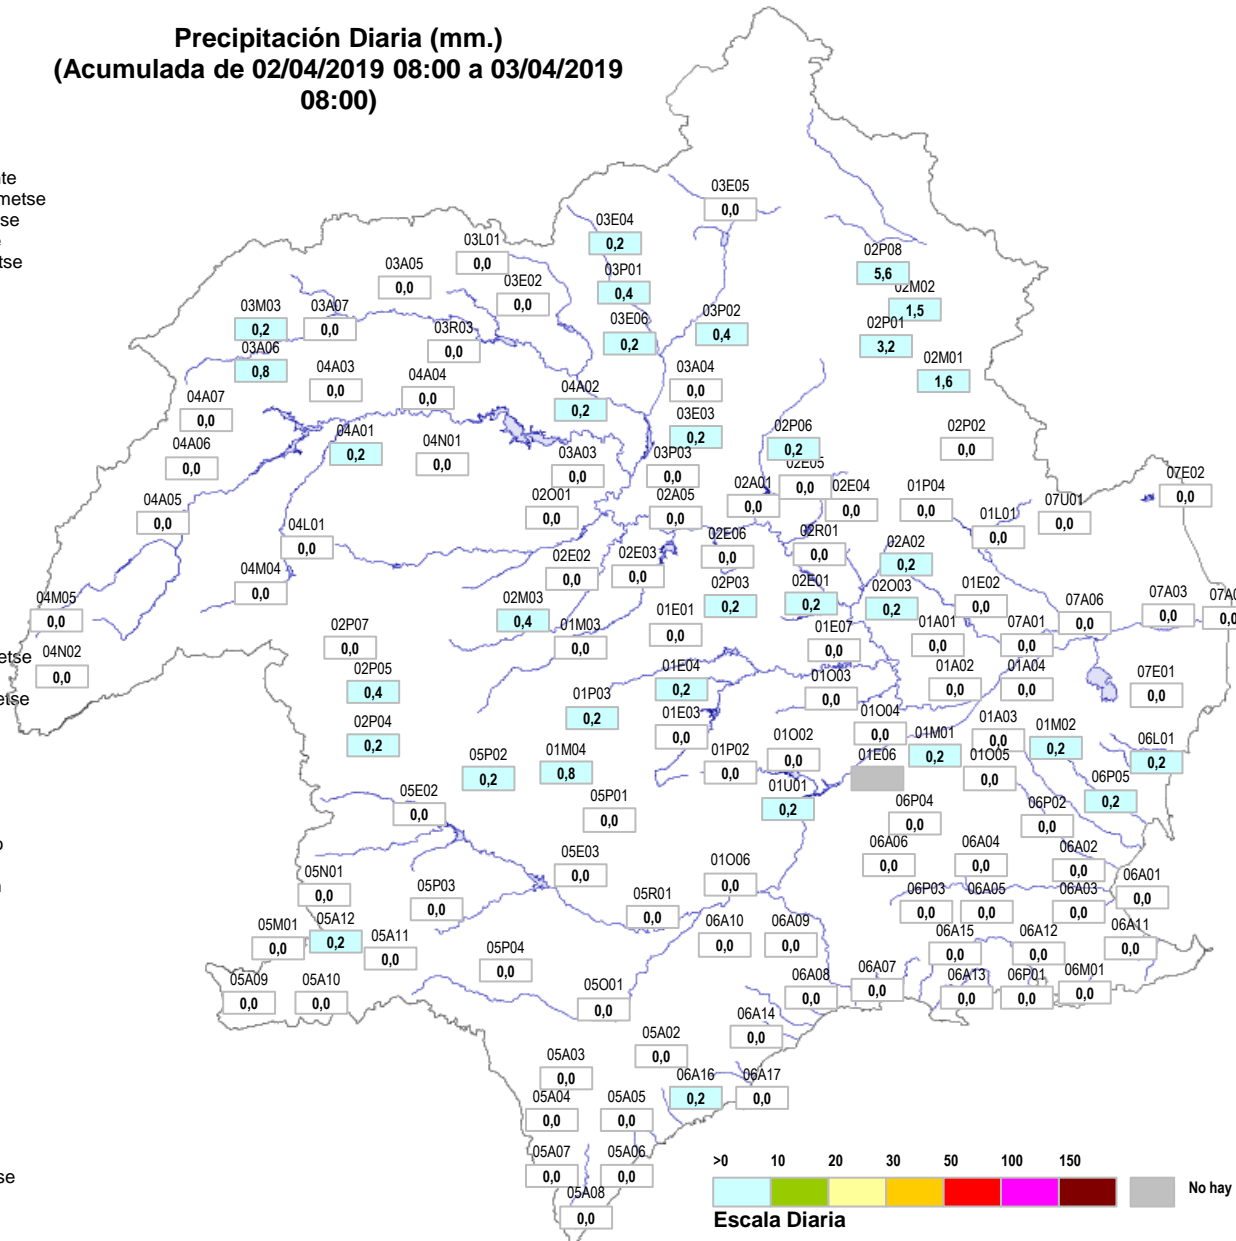 Precipitación Diaria (mm.)
(Acumulada de 02/04/2019 08:00 a 03/04/2019
08:00)
nte
metse
se
e
tse
03E05
0,0
03E04
0,2
03L01
0,0
02P08
5,6
03A05
0,0
03P01
0,4
03E02
0,0
02M02
1,5
03M03
0,2
03A07
0,0
03R03
0,0
03E06
0,2
03P02
0,4
02P01
3,2
03A06
0,8
04A03
0,0
04A04
0,0
03A04
0,0
02M01
1,6
04A07
0,0
04A02
0,2
03E03
0,2
02P06
0,2
02P02
0,0
04A06
0,0
04A01
0,2
04N01
0,0
03A03
0,0
03P03
0,0
02E05
0,0
07E02
0,0
04A05
0,0
02O01
0,0
02A05
0,0
02A01
0,0
02E04
0,0
01P04
0,0
07U01
0,0
01L01
0,0
04L01
0,0
02E02
0,0
02E03
0,0
02E06
0,0
02R01
0,0
02A02
0,2
04M04
0,0
02P03
0,2
02E01
0,2
02O03
0,2
01E02
0,0
07A03
0,0
07A0
0,0
04M05
0,0
02M03
0,4
01M03
0,0
01E01
0,0
01E07
0,0
01A01
0,0
07A01
0,0
07A06
0,0
02P07
0,0
etse
04N02
0,0
02P05
0,4
01E04
0,2
01O03
0,0
01A02
0,0
01A04
0,0
07E01
0,0
etse
01P03
0,2
01E03
0,0
01O04
0,0
01A03
0,0
01M02
0,2
02P04
0,2
01M01
0,2
06L01
0,2
05P02
0,2
01M04
0,8
01P02
0,0
01O02
0,0
01E06
01O05
0,0
06P05
0,2
05E02
0,0
05P01
0,0
01U01
0,2
06P04
0,0
06P02
0,0
o
05E03
0,0
01O06
0,0
06A06
0,0
06A04
0,0
06A02
0,0
n
05N01
0,0
05P03
0,0
05R01
0,0
06P03
0,0
06A05
0,0
06A03
0,0
06A01
0,0
05M01
0,0
05A12
0,2
05A11
0,0
06A10
0,0
06A09
0,0
06A15
0,0
06A12
0,0
06A11
0,0
05P04
0,0
05A09
0,0
05A10
0,0
05O01
0,0
06A08
0,0
06A07
0,0
06A13
0,0
06P01
0,0
06M01
0,0
06A14
0,0
05A02
0,0
05A03
0,0
06A16
0,2
06A17
0,0
05A04
0,0
05A05
0,0
05A07
0,0
05A06
0,0
se
05A08
0,0
>0 10 20 30 50 100 150
No hay
Escala Diaria